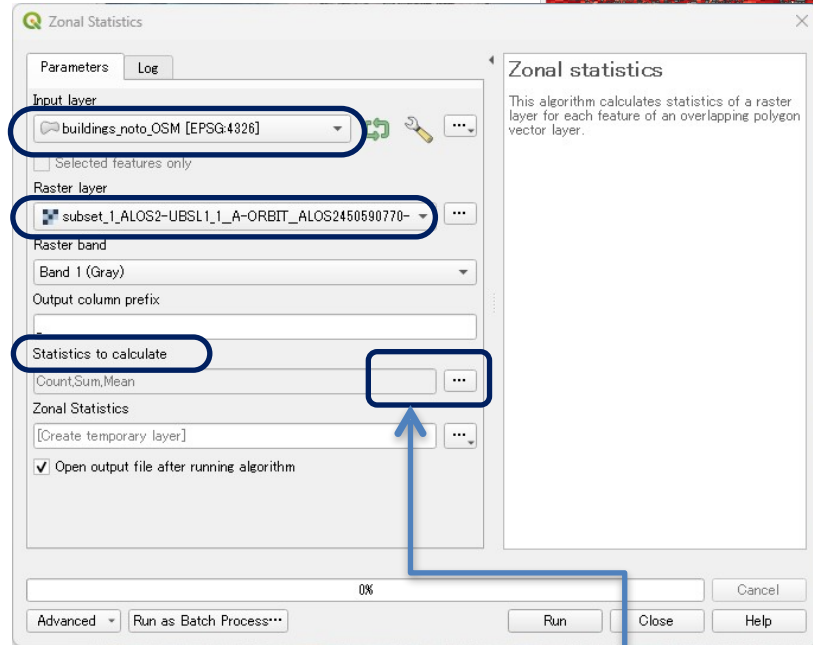 Zonal Statistics
Parameters
Log
Input layer
buildings_noto_OSM [EPSG:4326]
Selected features only
Raster layer
subset_1_ALOS2-UBSL1_1__A-ORBIT__ALOS2450590770-
Raster band
Band 1 (Gray)
Output column prefix
_
Statistics to calculate
Count,Sum,Mean
Zonal Statistics
[Create temporary layer]
Open output file after running algorithm
Zonal statistics
This algorithm calculates statistics of a raster
layer for each feature of an overlapping polygon
vector layer.
0%
Cancel
Advanced
Run as Batch Process…
Run
Close
Help